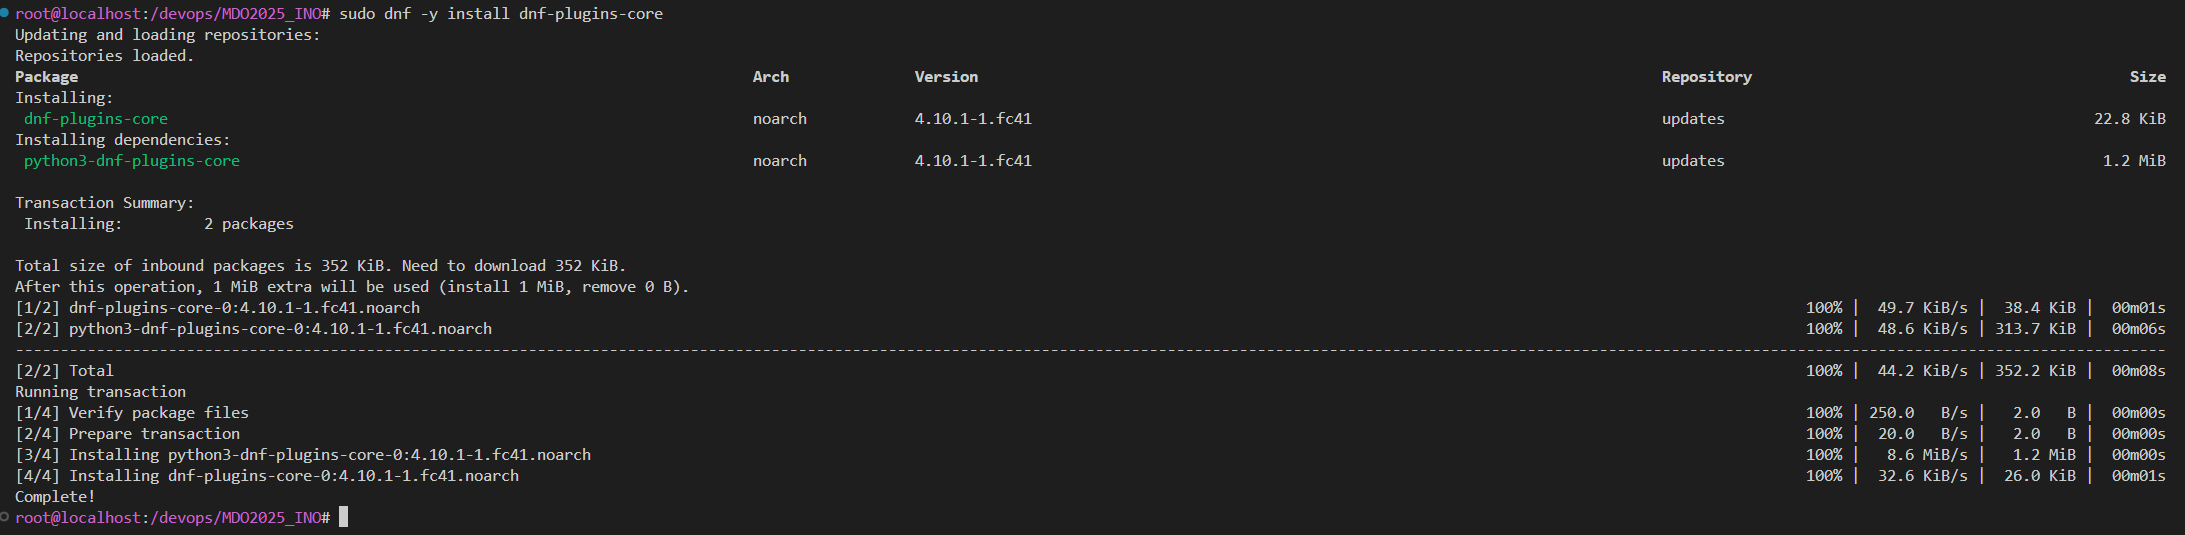 root@localhost:/devops/MDO2025_INO# sudo dnf -y install dnf-plugins-core
Updating and loading repositories:
Repositories loaded.
Package Arch Version Repository Size
Installing:
dnf-plugins-core noarch 4.10.1-1.fc41 updates 22.8 KiB
Installing dependencies:
python3-dnf-plugins-core noarch 4.10.1-1.fc41 updates 1.2 MiB
Transaction Summary:
Installing: 2 packages
Total size of inbound packages is 352 KiB. Need to download 352 KiB.
After this operation, 1 MiB extra will be used (install 1 MiB, remove 0 B).
[1/2] dnf-plugins-core-0:4.10.1-1.fc41.noarch 100% | 49.7 KiB/s | 38.4 KiB | 00m01s
[2/2] python3-dnf-plugins-core-0:4.10.1-1.fc41.noarch 100% | 48.6 KiB/s | 313.7 KiB | 00m06s
--------------------------------------------------------------------------------
[2/2] Total 100% | 44.2 KiB/s | 352.2 KiB | 00m08s
Running transaction
[1/4] Verify package files 100% | 250.0 B/s | 2.0 B | 00m00s
[2/4] Prepare transaction 100% | 20.0 B/s | 2.0 B | 00m00s
[3/4] Installing python3-dnf-plugins-core-0:4.10.1-1.fc41.noarch 100% | 8.6 MiB/s | 1.2 MiB | 00m00s
[4/4] Installing dnf-plugins-core-0:4.10.1-1.fc41.noarch 100% | 32.6 KiB/s | 26.0 KiB | 00m01s
Complete!
root@localhost:/devops/MDO2025_INO#